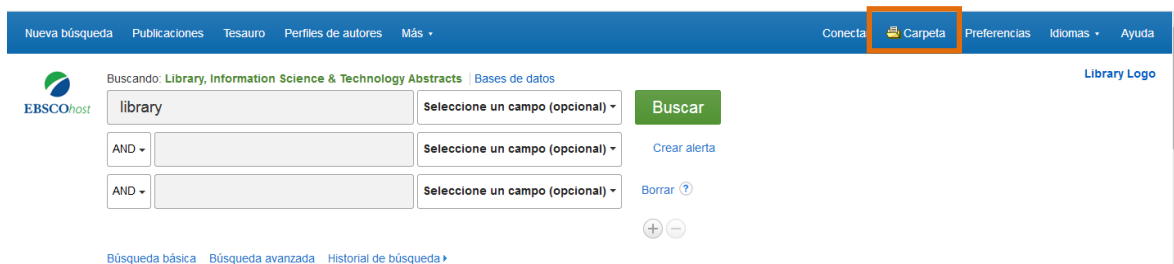 Nueva búsqueda Publicaciones Tesauro Perfiles de autores Más Conecta Carpeta Preferencias Idiomas Ayuda
Library Logo
Buscando: Library, Information Science & Technology Abstracts Bases de datos
EBSCOhost
library Seleccione un campo (opcional) Buscar
AND Seleccione un campo (opcional) Crear alerta
AND Seleccione un campo (opcional) Borrar ?
Búsqueda básica Búsqueda avanzada Historial de búsqueda